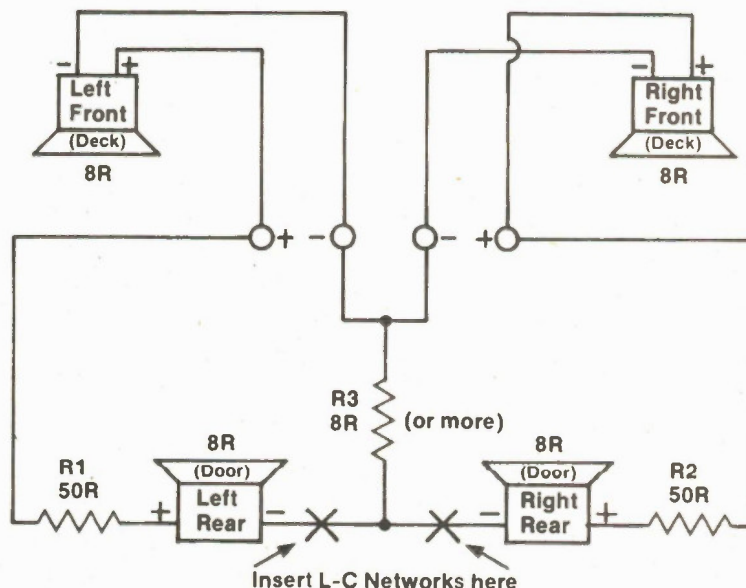 - +
Left
Front
(Deck)
8R
- +
Right
Front
(Deck)
8R
+ - - +
R3
8R (or more)
R1
50R
8R
(Door)
Left
Rear
+ -
8R
(Door)
Right
Rear
- +
R2
50R
Insert L-C Networks here